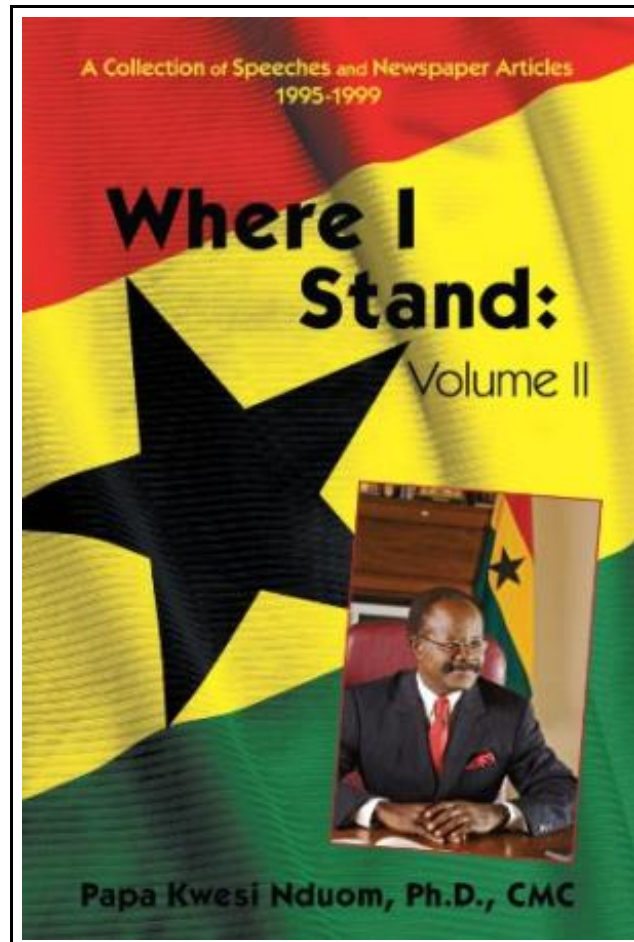 A Collection of Speeches and Newspaper Articles
1995-1999
Where I
Stand:
Volume II
Papa Kwesi Nduom, Ph.D., CMC